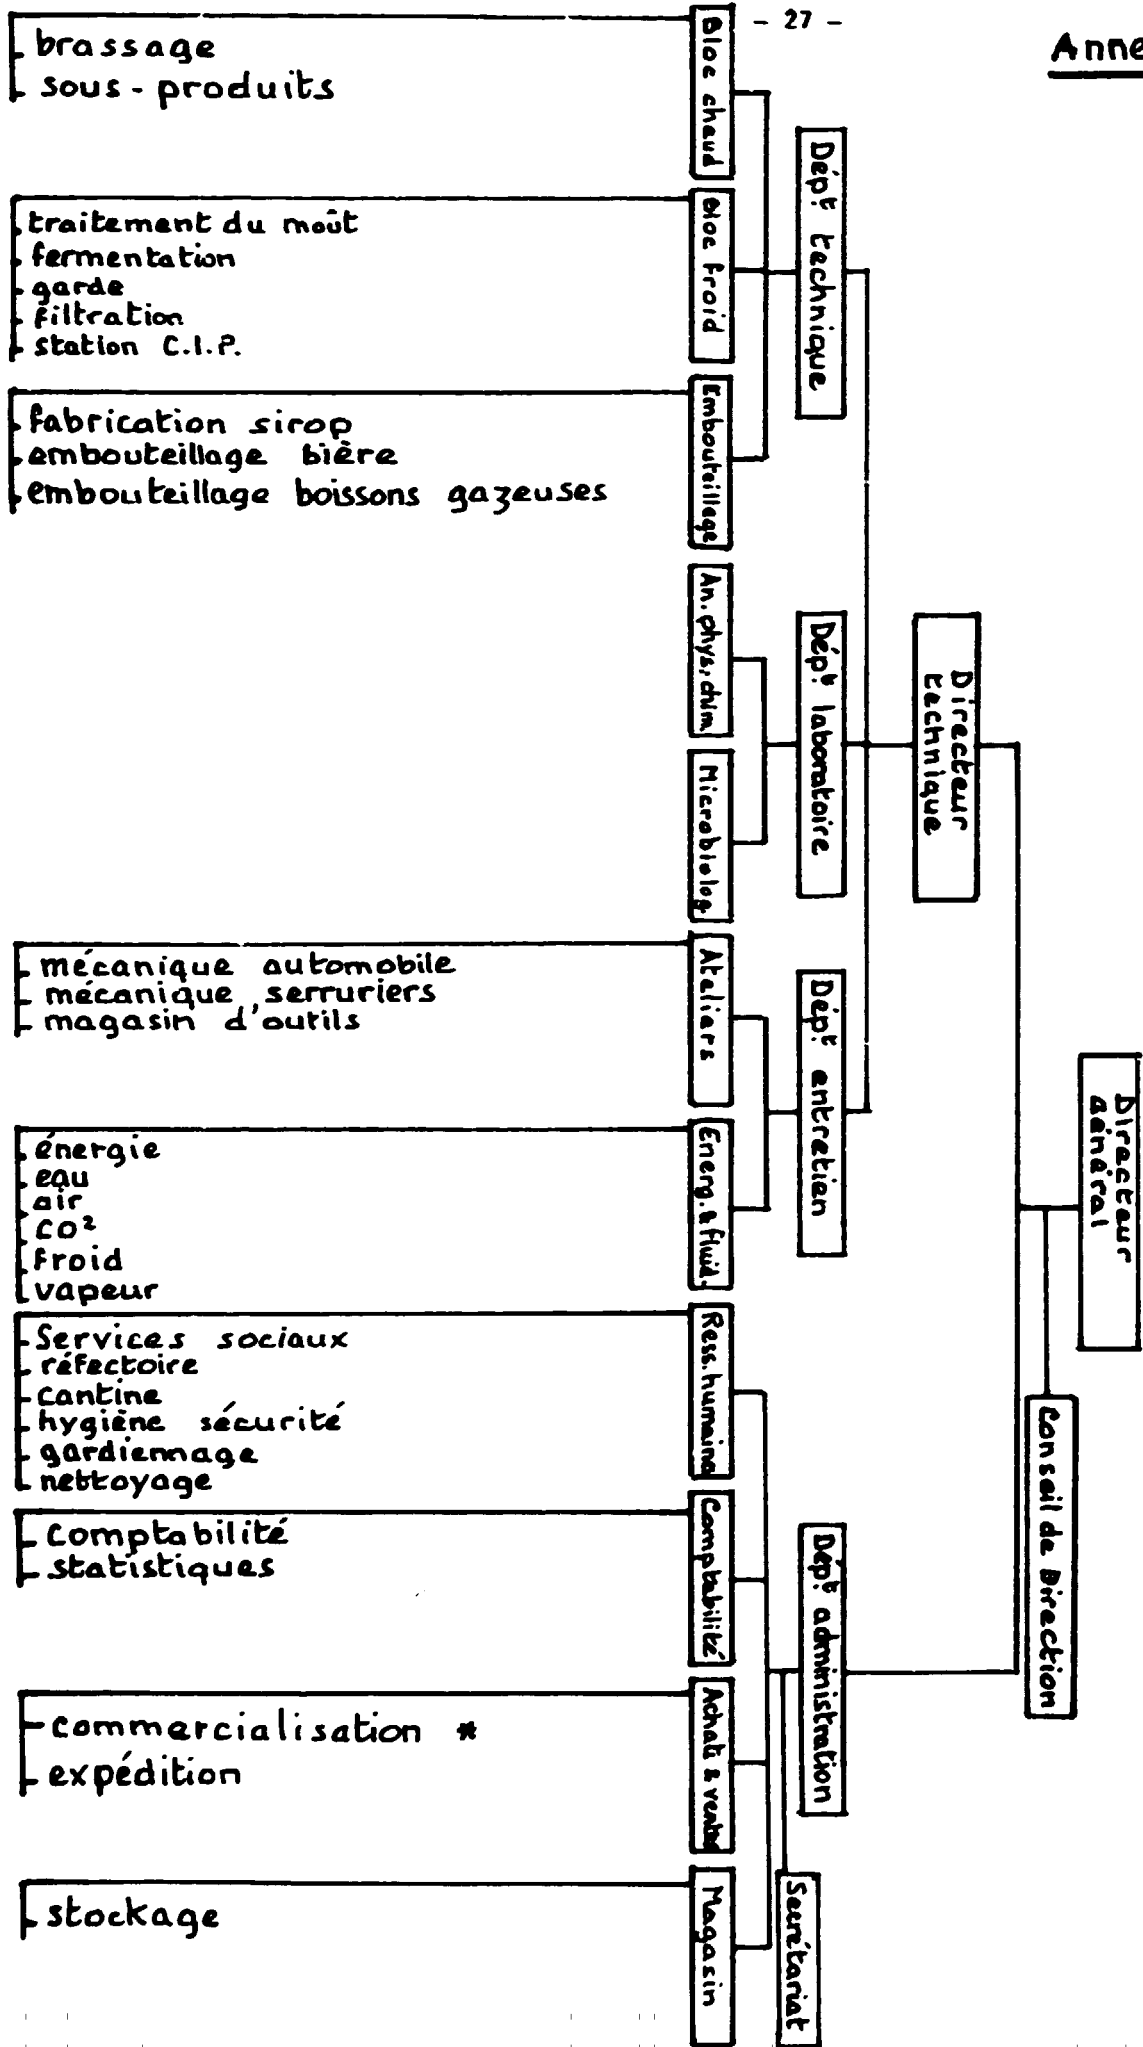 - 27 -
Anne
Directeur
Général
Conseil de Direction
Directeur
technique
Dépt technique
Dépt laboratoire
Dépt entretien
Dépt administration
Secrétariat
Bloc chaud
Bloc froid
Embouteillage
An. phys, chim
Microbiolog
Ateliers
Energ. & fluid.
Ress. humaine
Comptabilité
Achats & ventes
Magasin
brassage
sous - produits
traitement du moût
fermentation
garde
filtration
station C.I.P.
fabrication sirop
embouteillage bière
embouteillage boissons gazeuses
mécanique automobile
mécanique, serruriers
magasin d'outils
énergie
eau
air
CO²
froid
vapeur
Services sociaux
réfectoire
cantine
hygiène sécurité
gardiennage
nettoyage
comptabilité
statistiques
commercialisation *
expédition
stockage